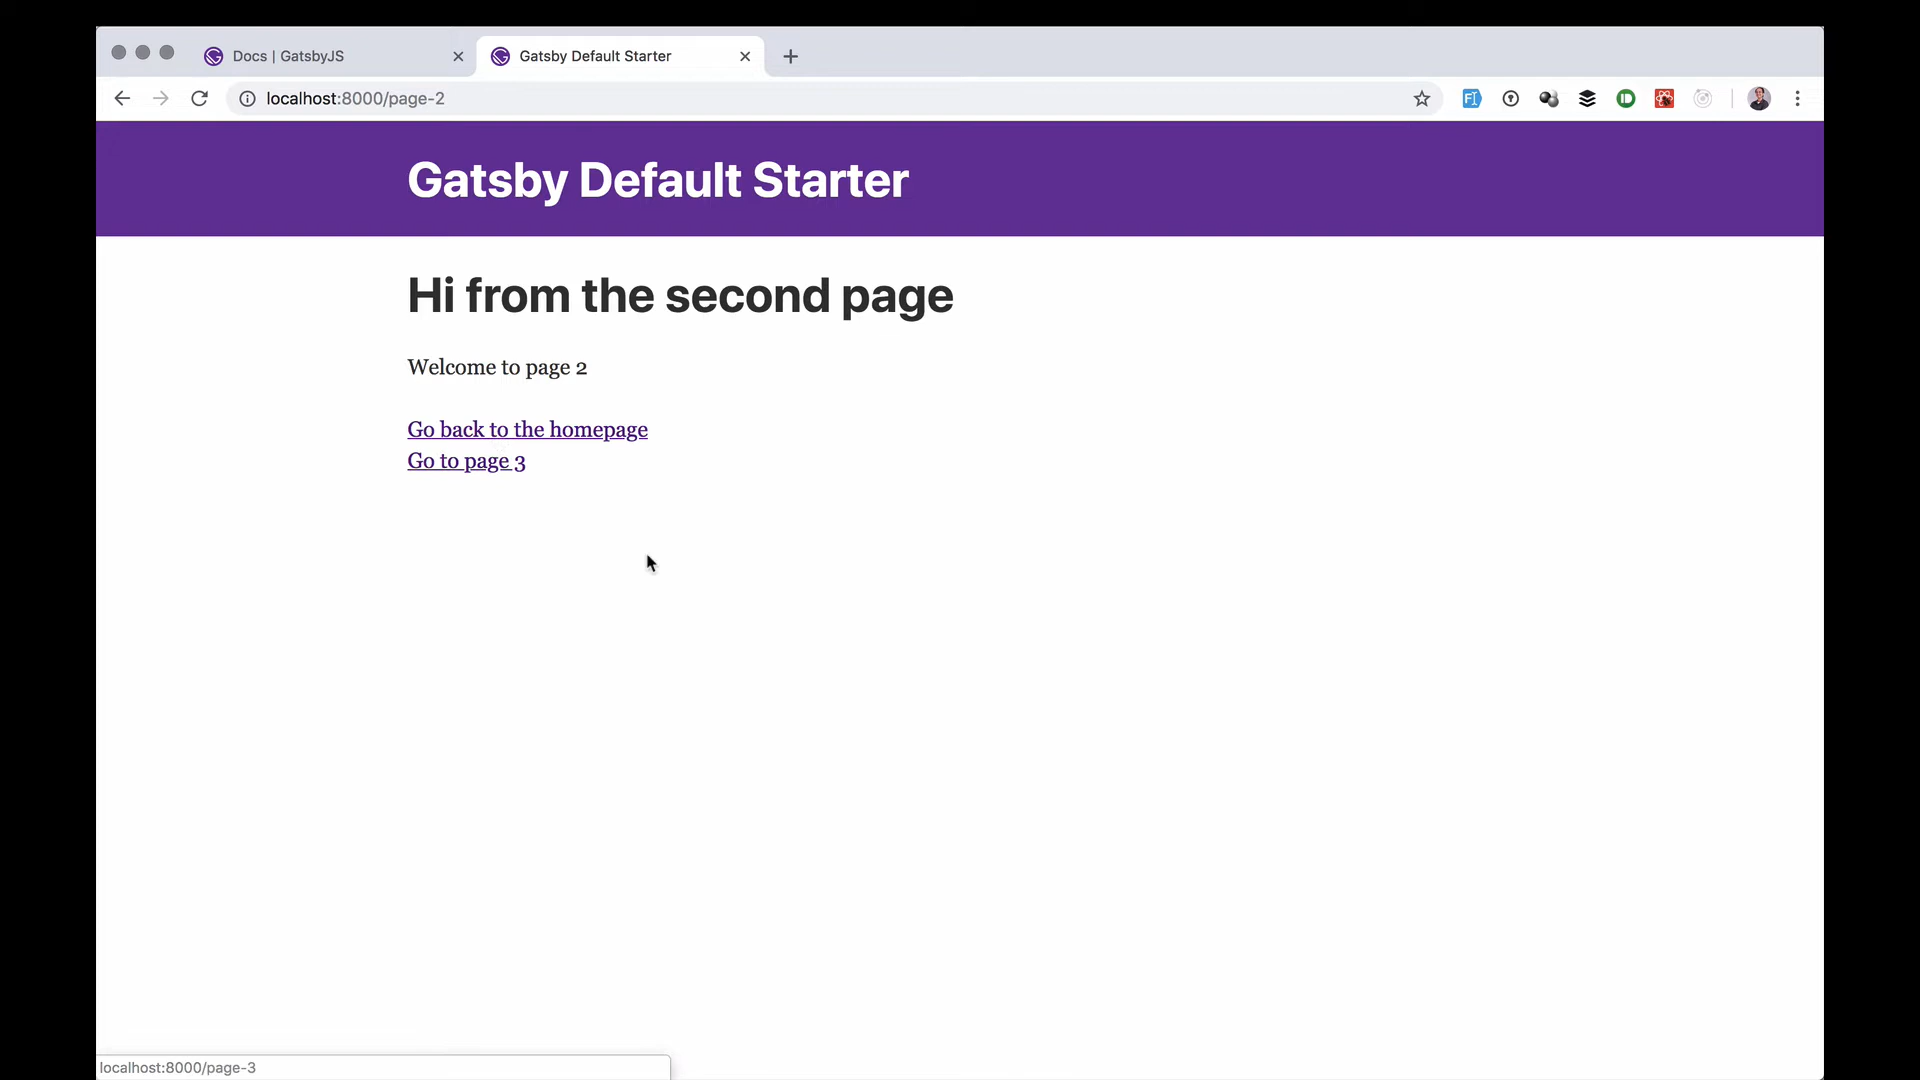 Docs | GatsbyJS
Gatsby Default Starter
localhost:8000/page-2
Gatsby Default Starter
Hi from the second page
Welcome to page 2
Go back to the homepage
Go to page 3
localhost:8000/page-3